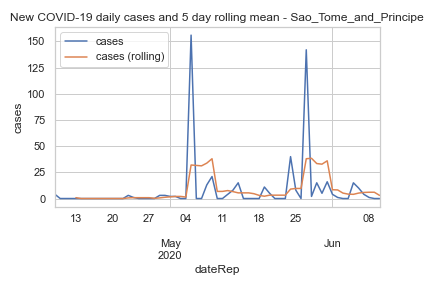 New COVID-19 daily cases and 5 day rolling mean - Sao_Tome_and_Principe
cases
cases (rolling)
150
125
100
75
50
25
0
cases
13 20 27 04 11 18 25 08
May Jun
2020
dateRep